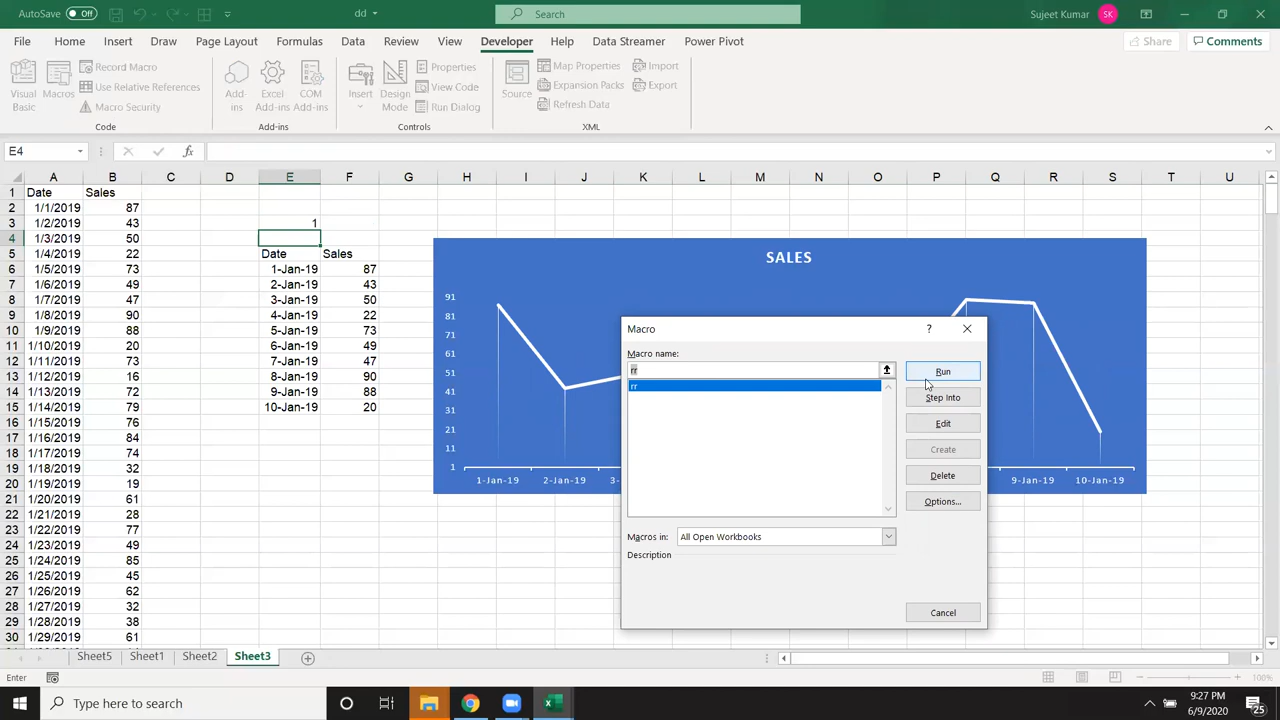 AutoSave Off dd Search Sujeet Kumar SK
File Home Insert Draw Page Layout Formulas Data Review View Developer Help Data Streamer Power Pivot Share Comments
Visual Basic Macros Record Macro Use Relative References Macro Security Code
Add-ins Excel Add-ins COM Add-ins Add-ins
Insert Design Mode Properties View Code Run Dialog Controls
Source Map Properties Expansion Packs Refresh Data Import Export XML
E4 fx
A B C D E F G H I J K L M N O P Q R S T U
1 Date Sales
2 1/1/2019 87
3 1/2/2019 43 1
4 1/3/2019 50
5 1/4/2019 22 Date Sales
6 1/5/2019 73 1-Jan-19 87
7 1/6/2019 49 2-Jan-19 43
8 1/7/2019 47 3-Jan-19 50
9 1/8/2019 90 4-Jan-19 22
10 1/9/2019 88 5-Jan-19 73
11 1/10/2019 20 6-Jan-19 49
12 1/11/2019 73 7-Jan-19 47
13 1/12/2019 16 8-Jan-19 90
14 1/13/2019 72 9-Jan-19 88
15 1/14/2019 79 10-Jan-19 20
16 1/15/2019 76
17 1/16/2019 84
18 1/17/2019 74
19 1/18/2019 32
20 1/19/2019 19
21 1/20/2019 61
22 1/21/2019 28
23 1/22/2019 77
24 1/23/2019 49
25 1/24/2019 85
26 1/25/2019 45
27 1/26/2019 62
28 1/27/2019 32
29 1/28/2019 38
30 1/29/2019 61
SALES
91
81
71
61
51
41
31
21
11
1
1-Jan-19 2-Jan-19 3- 9-Jan-19 10-Jan-19
Macro ?
Macro name:
rr
rr
Run
Step Into
Edit
Create
Delete
Options...
Macros in: All Open Workbooks
Description
Cancel
Sheet5 Sheet1 Sheet2 Sheet3
Enter 100%
Type here to search 9:27 PM
6/9/2020 25